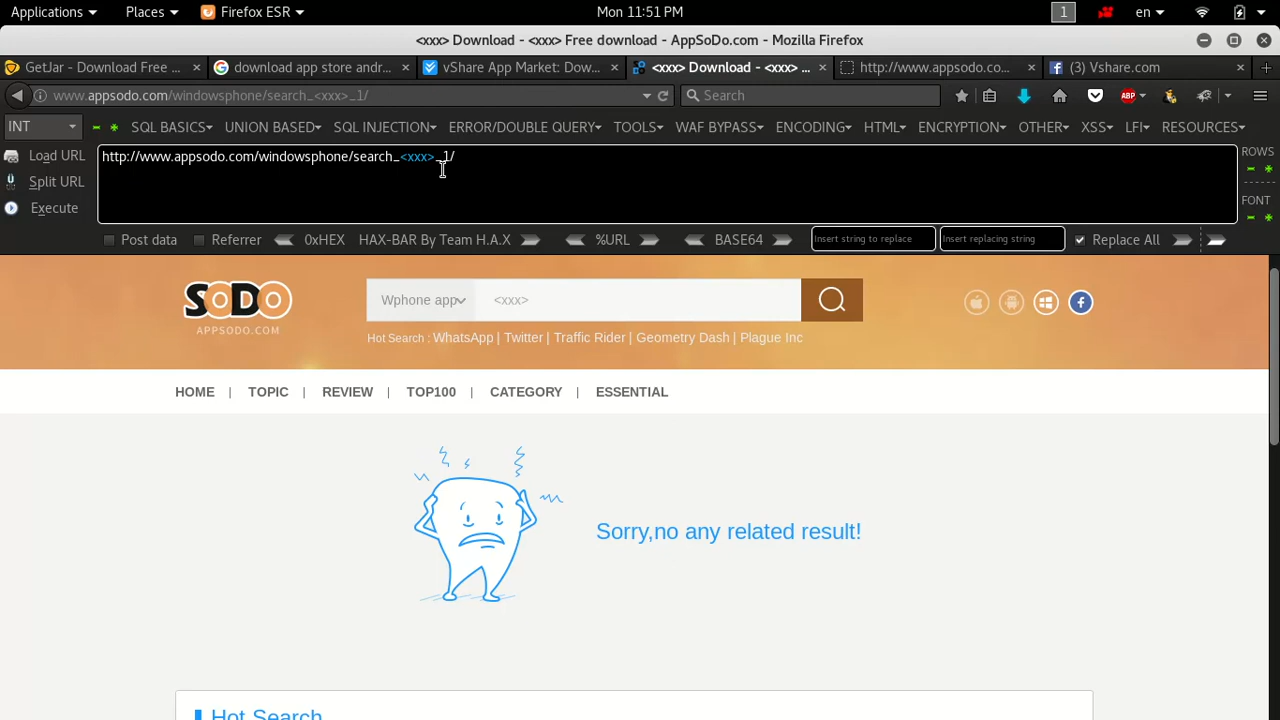 Applications Places Firefox ESR Mon 11:51 PM 1 en
<xxx> Download - <xxx> Free download - AppSoDo.com - Mozilla Firefox
GetJar - Download Free ... download app store andr... vShare App Market: Dow... <xxx> Download - <xxx> ... http://www.appsodo.co... (3) Vshare.com
www.appsodo.com/windowsphone/search_<xxx>_1/ Search ABP
INT SQL BASICS UNION BASED SQL INJECTION ERROR/DOUBLE QUERY TOOLS WAF BYPASS ENCODING HTML ENCRYPTION OTHER XSS LFI RESOURCES
Load URL http://www.appsodo.com/windowsphone/search_<xxx>_1/ ROWS
Split URL
Execute FONT
Post data Referrer 0xHEX HAX-BAR By Team H.A.X %URL BASE64 Insert string to replace Insert replacing string Replace All
SODO
APPSODO.COM
Wphone app <xxx>
Hot Search : WhatsApp | Twitter | Traffic Rider | Geometry Dash | Plague Inc
HOME | TOPIC | REVIEW | TOP100 | CATEGORY | ESSENTIAL
Sorry,no any related result!
Hot Search